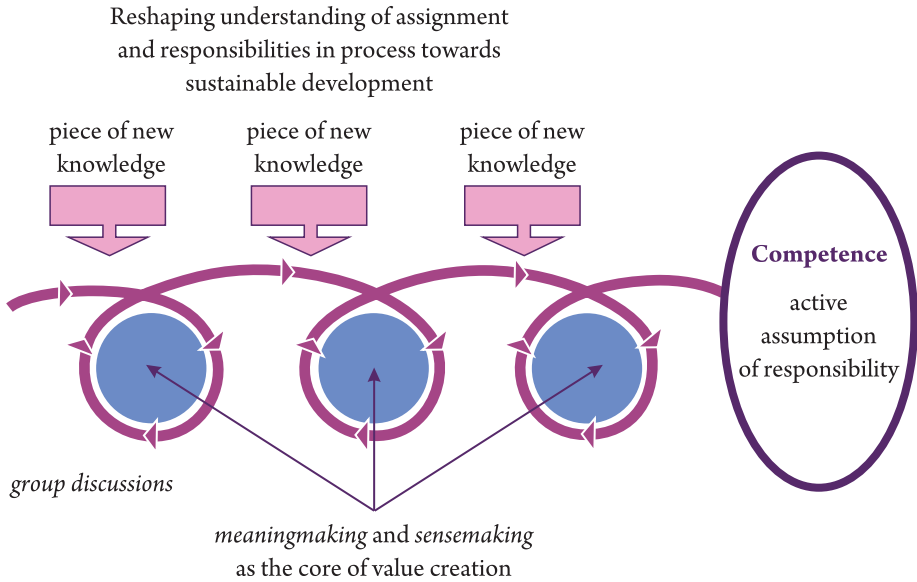 Reshaping understanding of assignment
and responsibilities in process towards
sustainable development
piece of new
knowledge
piece of new
knowledge
piece of new
knowledge
Competence
active
assumption
of responsibility
group discussions
meaningmaking and sensemaking
as the core of value creation